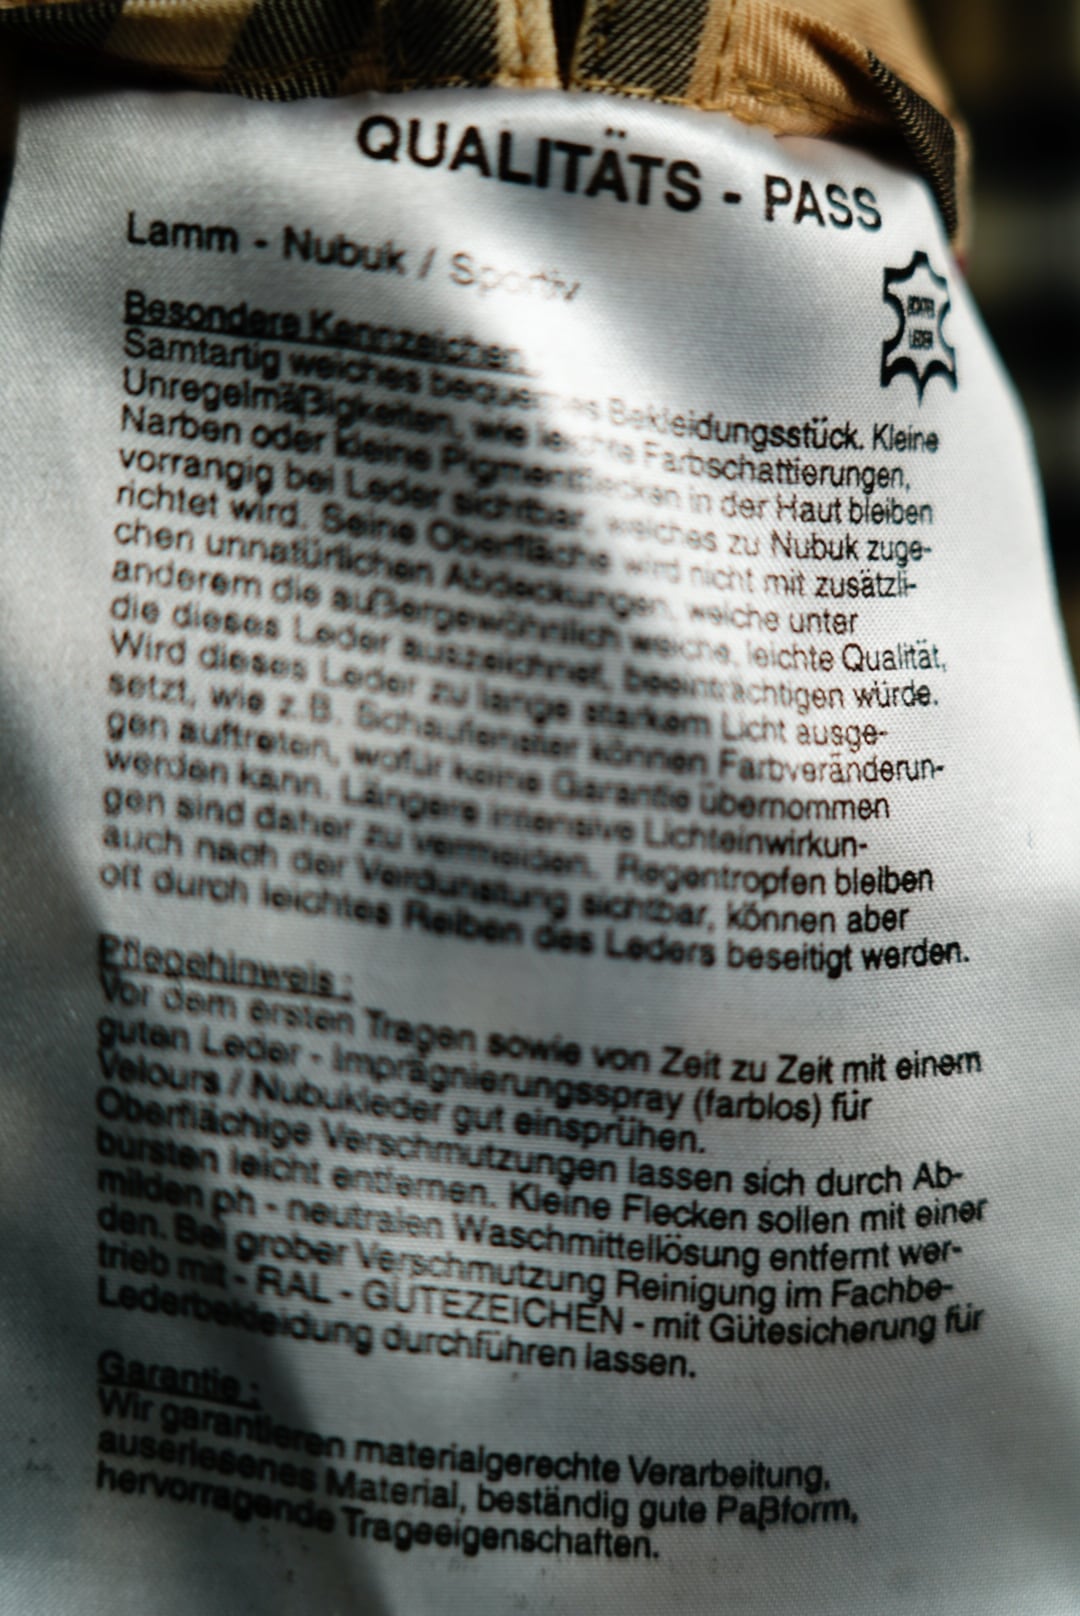 QUALITÄTS - PASS
Lamm - Nubuk / Sportiv
ECHTES
LEDER
Besondere Kennzeichen:
Samtartig weiches bequemes Bekleidungsstück. Kleine
Unregelmäßigkeiten, wie leichte Farbschattierungen,
Narben oder kleine Pigmentflecken in der Haut bleiben
vorrangig bei Leder sichtbar, welches zu Nubuk zuge-
richtet wird. Seine Oberfläche wird nicht mit zusätzli-
chen unnatürlichen Abdeckungen, welche unter
anderem die außergewöhnlich weiche, leichte Qualität,
die dieses Leder auszeichnet, beeinträchtigen würde.
Wird dieses Leder zu lange starkem Licht ausge-
setzt, wie z.B. Schaufenster können Farbveränderun-
gen auftreten, wofür keine Garantie übernommen
werden kann. Längere intensive Lichteinwirkun-
gen sind daher zu vermeiden. Regentropfen bleiben
auch nach der Verdunstung sichtbar, können aber
oft durch leichtes Reiben des Leders beseitigt werden.
Pflegehinweis :
Vor dem ersten Tragen sowie von Zeit zu Zeit mit einem
guten Leder - Imprägnierungsspray (farblos) für
Velours / Nubukleder gut einsprühen.
Oberflächige Verschmutzungen lassen sich durch Ab-
bürsten leicht entfernen. Kleine Flecken sollen mit einer
milden ph - neutralen Waschmittellösung entfernt wer-
den. Bei grober Verschmutzung Reinigung im Fachbe-
trieb mit - RAL - GÜTEZEICHEN - mit Gütesicherung für
Lederbekleidung durchführen lassen.
Garantie :
Wir garantieren materialgerechte Verarbeitung,
auserlesenes Material, beständig gute Paßform,
hervorragende Trageeigenschaften.